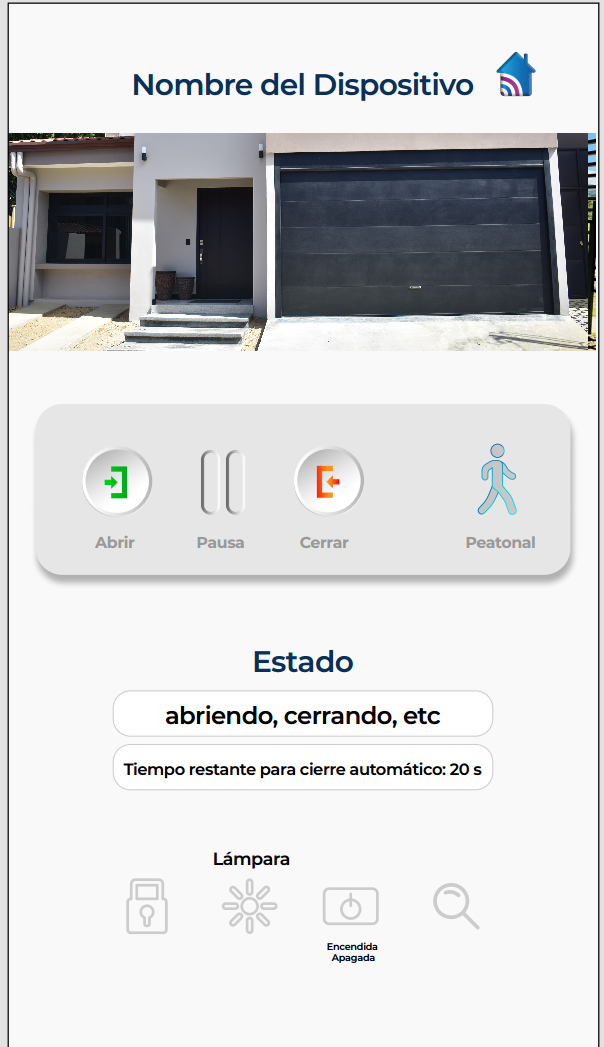 Nombre del Dispositivo
Abrir
Pausa
Cerrar
Peatonal
Estado
abriendo, cerrando, etc
Tiempo restante para cierre automático: 20 s
Lámpara
Encendida
Apagada